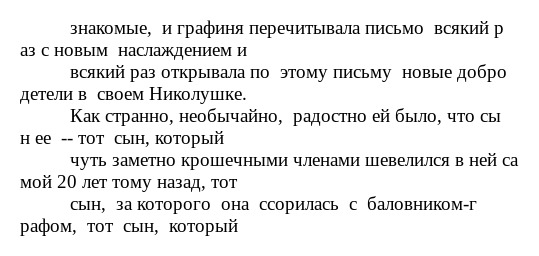 знакомые,  и графиня перечитывала письмо  всякий р
аз с новым  наслаждением и
всякий раз открывала по  этому письму  новые добро
детели в  своем Николушке.
Как странно, необычайно,  радостно ей было, что сы
н ее  -- тот  сын, который
чуть заметно крошечными членами шевелился в ней са
мой 20 лет тому назад, тот
сын,  за которого  она  ссорилась  с  баловником-г
рафом,  тот  сын,  который